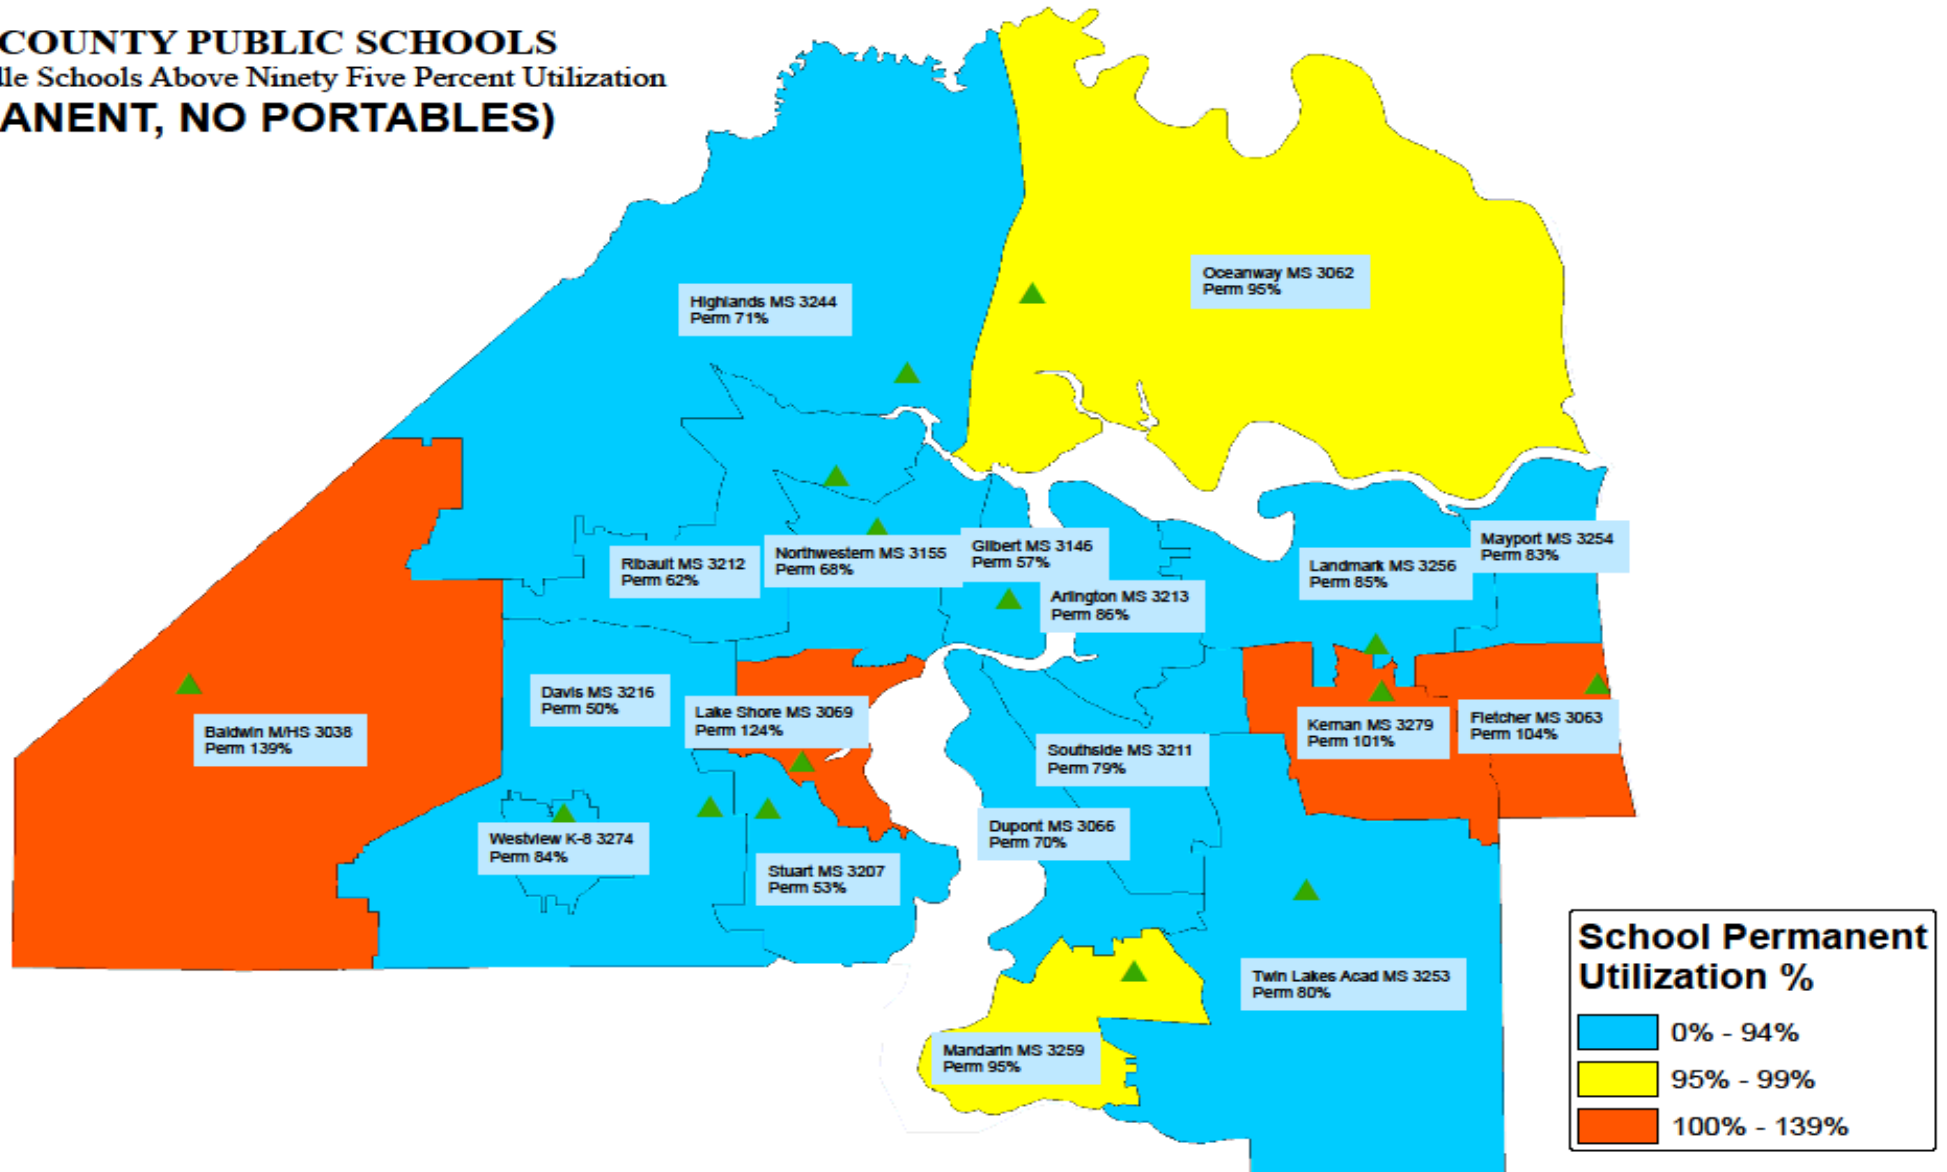 COUNTY PUBLIC SCHOOLS
Schools Above Ninety Five Percent Utilization
ANENT, NO PORTABLES)
Oceanway MS 3062
Perm 95%
Highlands MS 3244
Perm 71%
Mayport MS 3254
Perm 83%
Gilbert MS 3146
Perm 57%
Northwestern MS 3155
Perm 68%
Ribault MS 3212
Perm 62%
Landmark MS 3256
Perm 85%
Arlington MS 3213
Perm 86%
Davis MS 3216
Perm 50%
Lake Shore MS 3069
Perm 124%
Baldwin M/HS 3038
Perm 139%
Kernan MS 3279
Perm 101%
Fletcher MS 3063
Perm 104%
Southside MS 3211
Perm 79%
Dupont MS 3066
Perm 70%
Westview K-8 3274
Perm 84%
Stuart MS 3207
Perm 53%
Twin Lakes Acad MS 3253
Perm 80%
Mandarin MS 3259
Perm 95%
School Permanent
Utilization %
0% - 94%
95% - 99%
100% - 139%